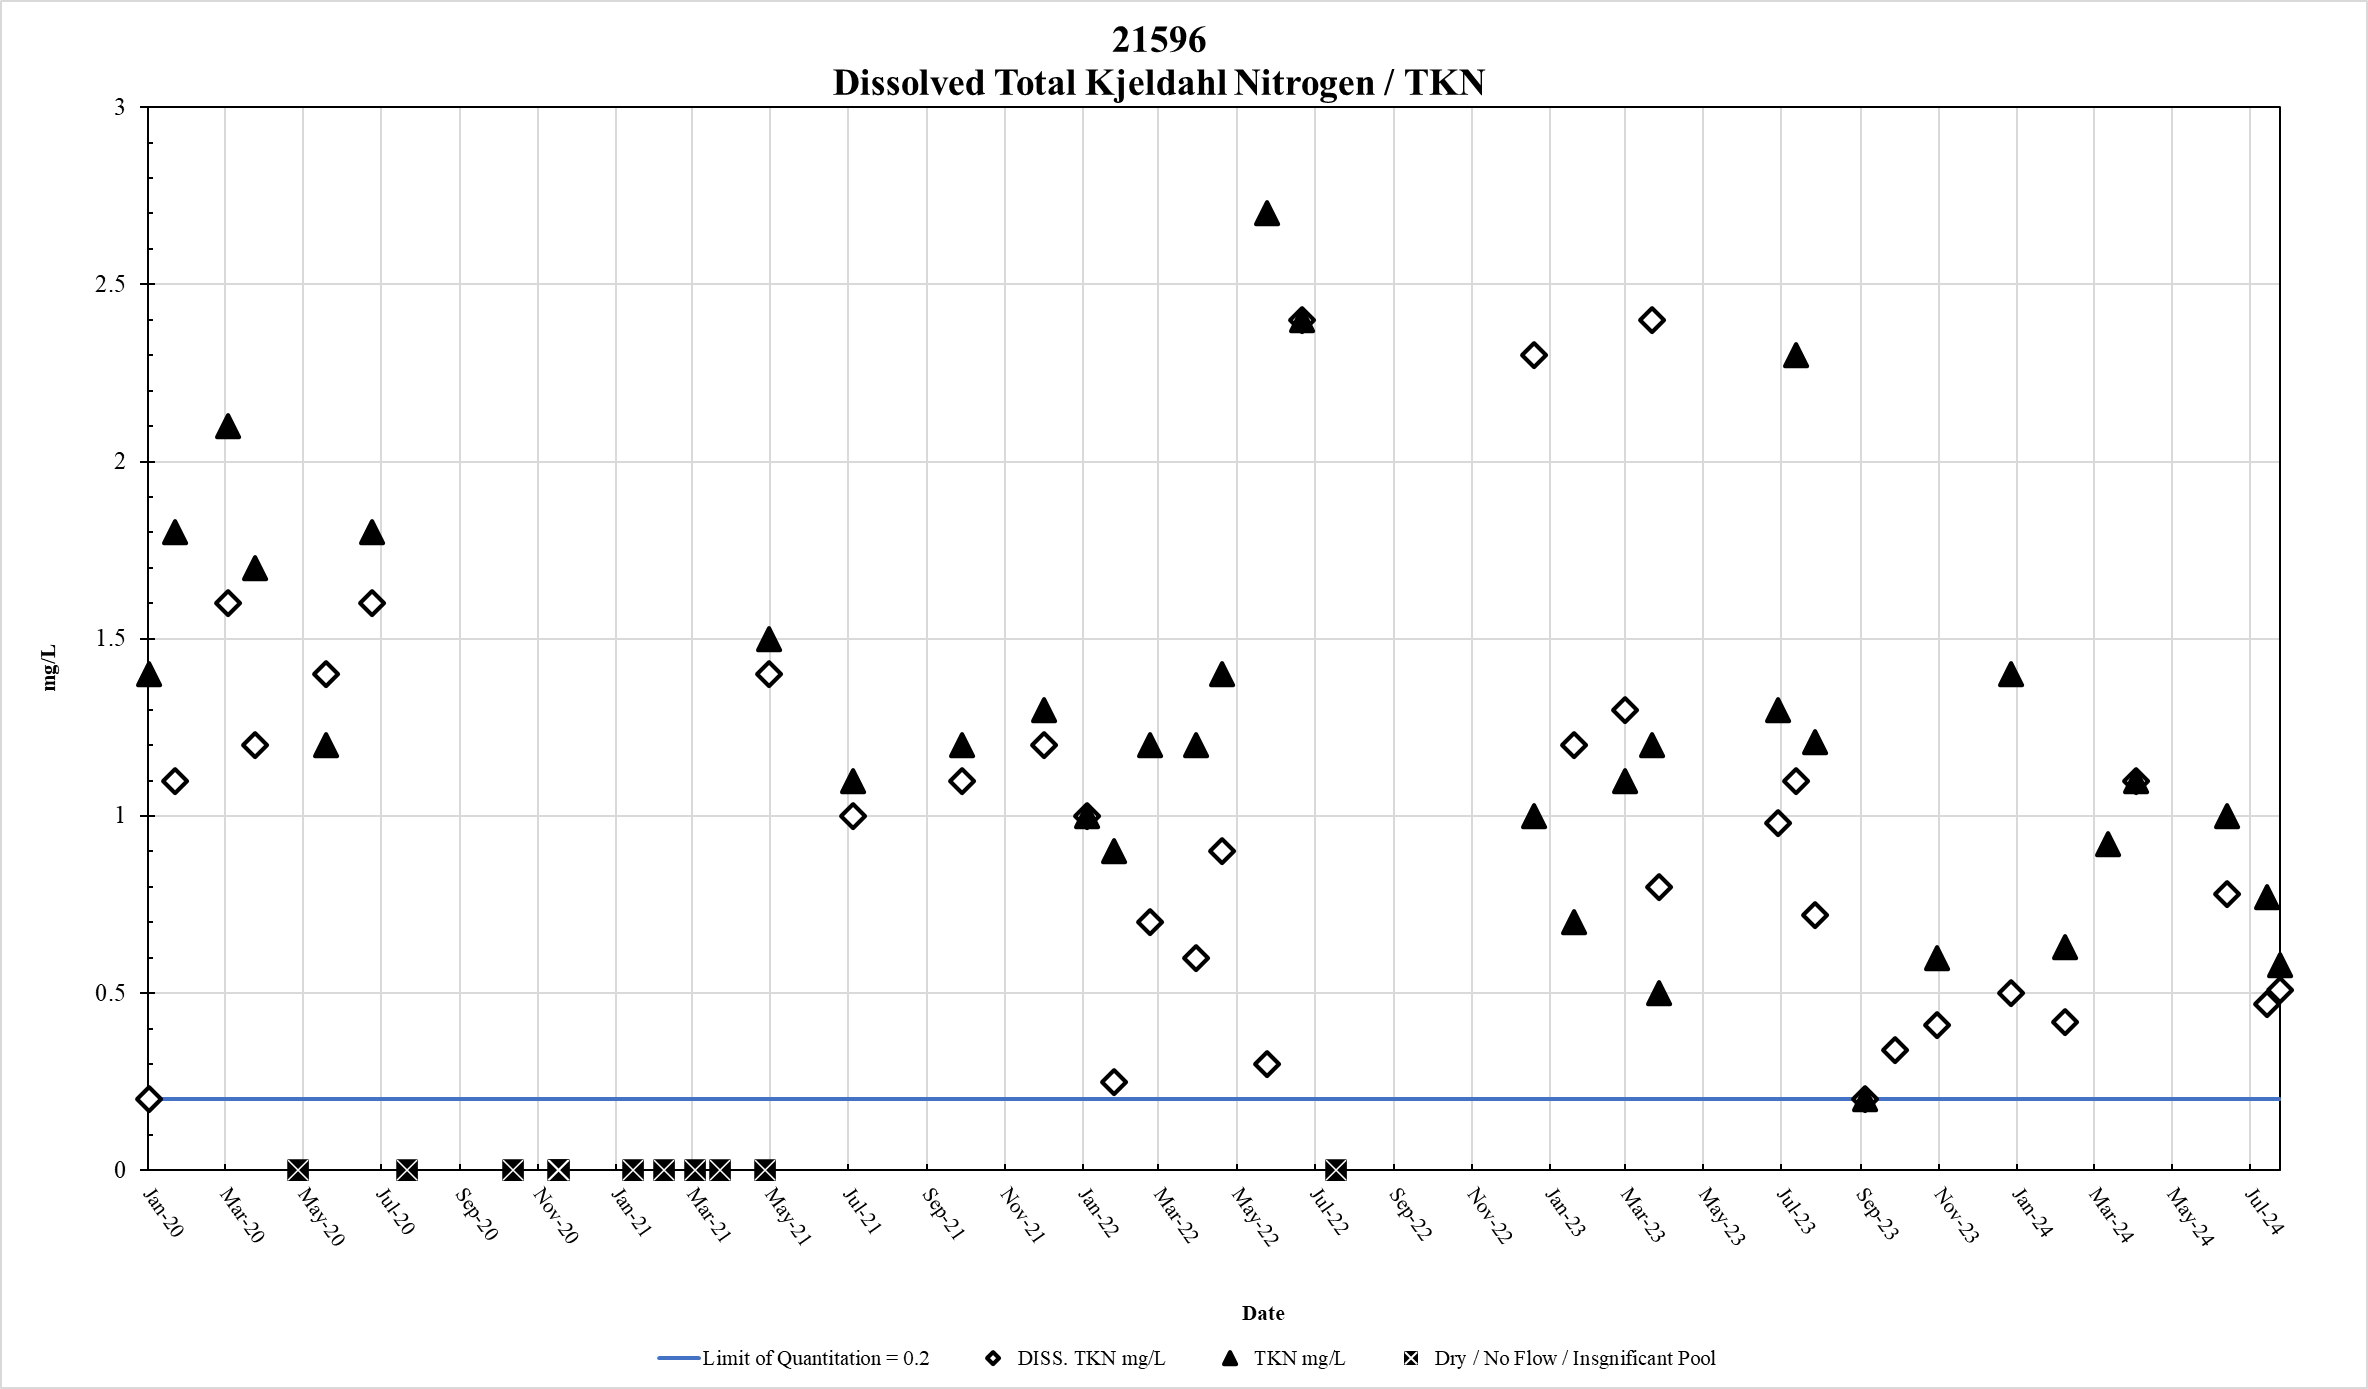 21596
Dissolved Total Kjeldahl Nitrogen / TKN
3
2.5
2
1.5
1
0.5
0
mg/L
Jan-20
Mar-20
May-20
Jul-20
Sep-20
Nov-20
Jan-21
Mar-21
May-21
Jul-21
Sep-21
Nov-21
Jan-22
Mar-22
May-22
Jul-22
Sep-22
Nov-22
Jan-23
Mar-23
May-23
Jul-23
Sep-23
Nov-23
Jan-24
Mar-24
May-24
Jul-24
Date
Limit of Quantitation = 0.2
DISS. TKN mg/L
TKN mg/L
Dry / No Flow / Insgnificant Pool